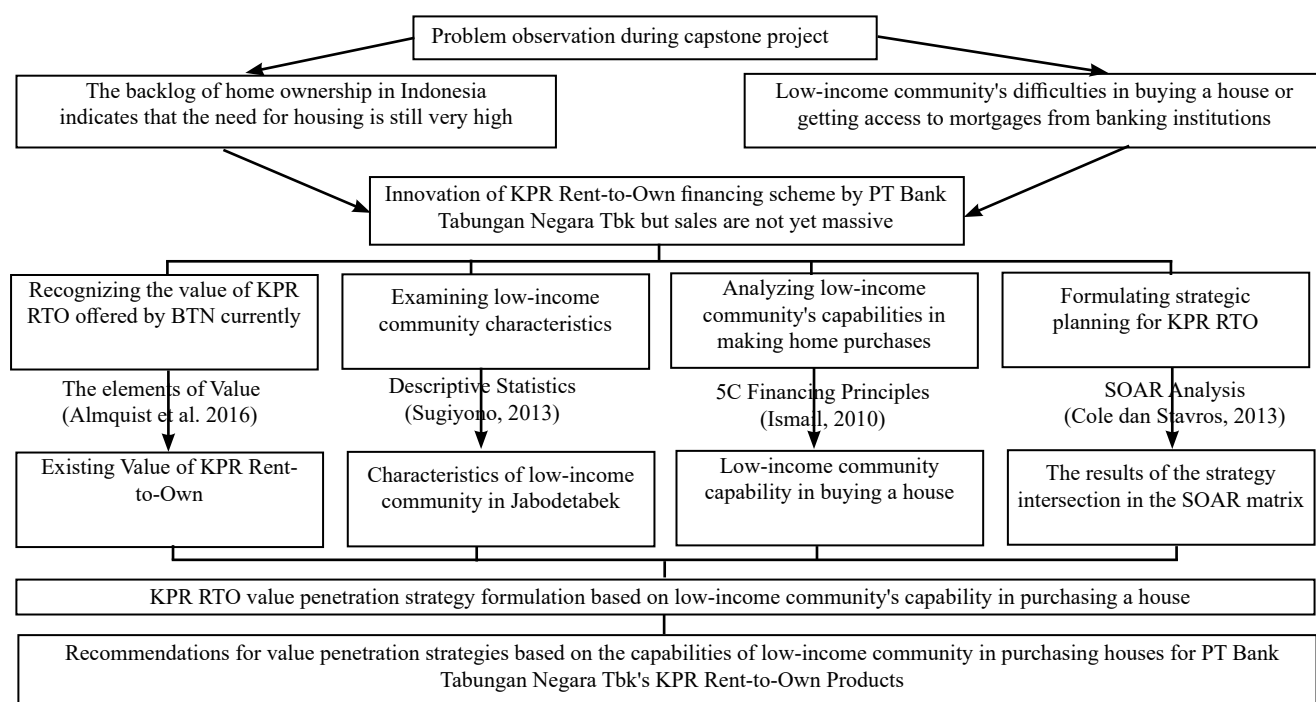 Problem observation during capstone project
The backlog of home ownership in Indonesia
indicates that the need for housing is still very high
Low-income community's difficulties in buying a house or
getting access to mortgages from banking institutions
Innovation of KPR Rent-to-Own financing scheme by PT Bank
Tabungan Negara Tbk but sales are not yet massive
Recognizing the value of KPR
RTO offered by BTN currently
Examining low-income
community characteristics
Analyzing low-income
community's capabilities in
making home purchases
Formulating strategic
planning for KPR RTO
The elements of Value
(Almquist et al. 2016)
Descriptive Statistics
(Sugiyono, 2013)
5C Financing Principles
(Ismail, 2010)
SOAR Analysis
(Cole dan Stavros, 2013)
Existing Value of KPR Rent-
to-Own
Characteristics of low-income
community in Jabodetabek
Low-income community
capability in buying a house
The results of the strategy
intersection in the SOAR matrix
KPR RTO value penetration strategy formulation based on low-income community's capability in purchasing a house
Recommendations for value penetration strategies based on the capabilities of low-income community in purchasing houses for PT Bank
Tabungan Negara Tbk's KPR Rent-to-Own Products